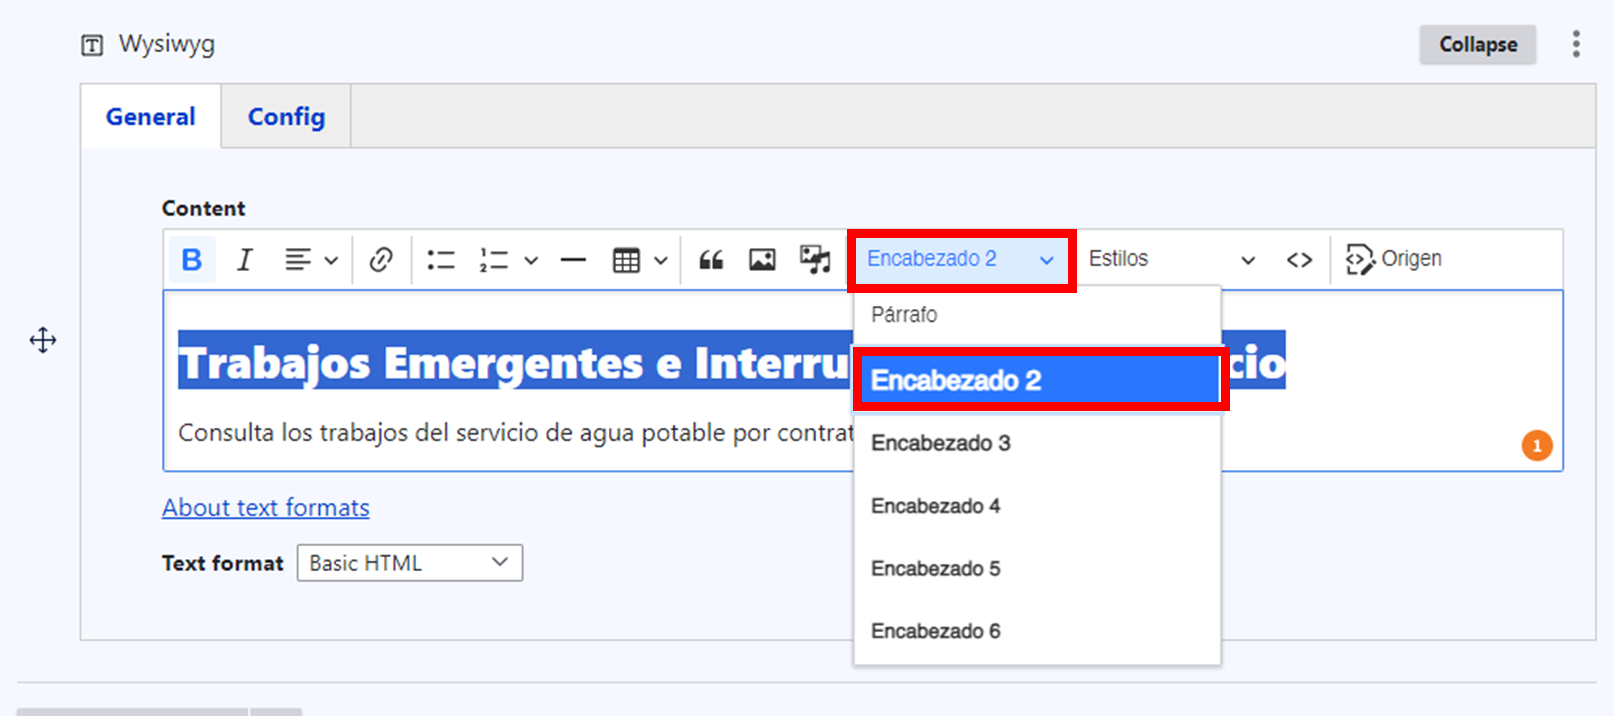 Wysiwyg
Collapse
General Config
Content
B I Encabezado 2 Estilos Origen
Párrafo
Trabajos Emergentes e Interru cio
Encabezado 2
Consulta los trabajos del servicio de agua potable por contrat
Encabezado 3
1
Encabezado 4
About text formats
Text format Basic HTML
Encabezado 5
Encabezado 6